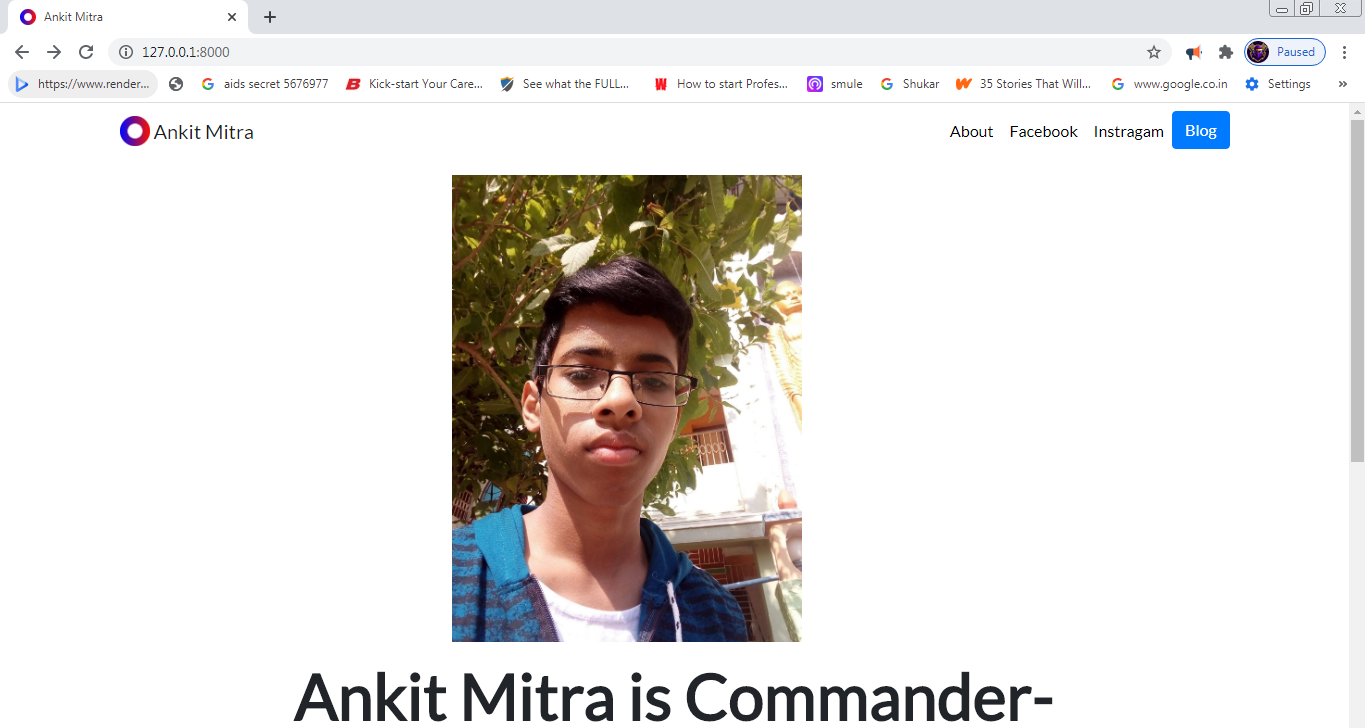 Ankit Mitra
127.0.0.1:8000
Paused
https://www.render...
aids secret 5676977
Kick-start Your Care...
See what the FULL...
How to start Profes...
smule
Shukar
35 Stories That Will...
www.google.co.in
Settings
»
Ankit Mitra
About
Facebook
Instragam
Blog
Ankit Mitra is Commander-